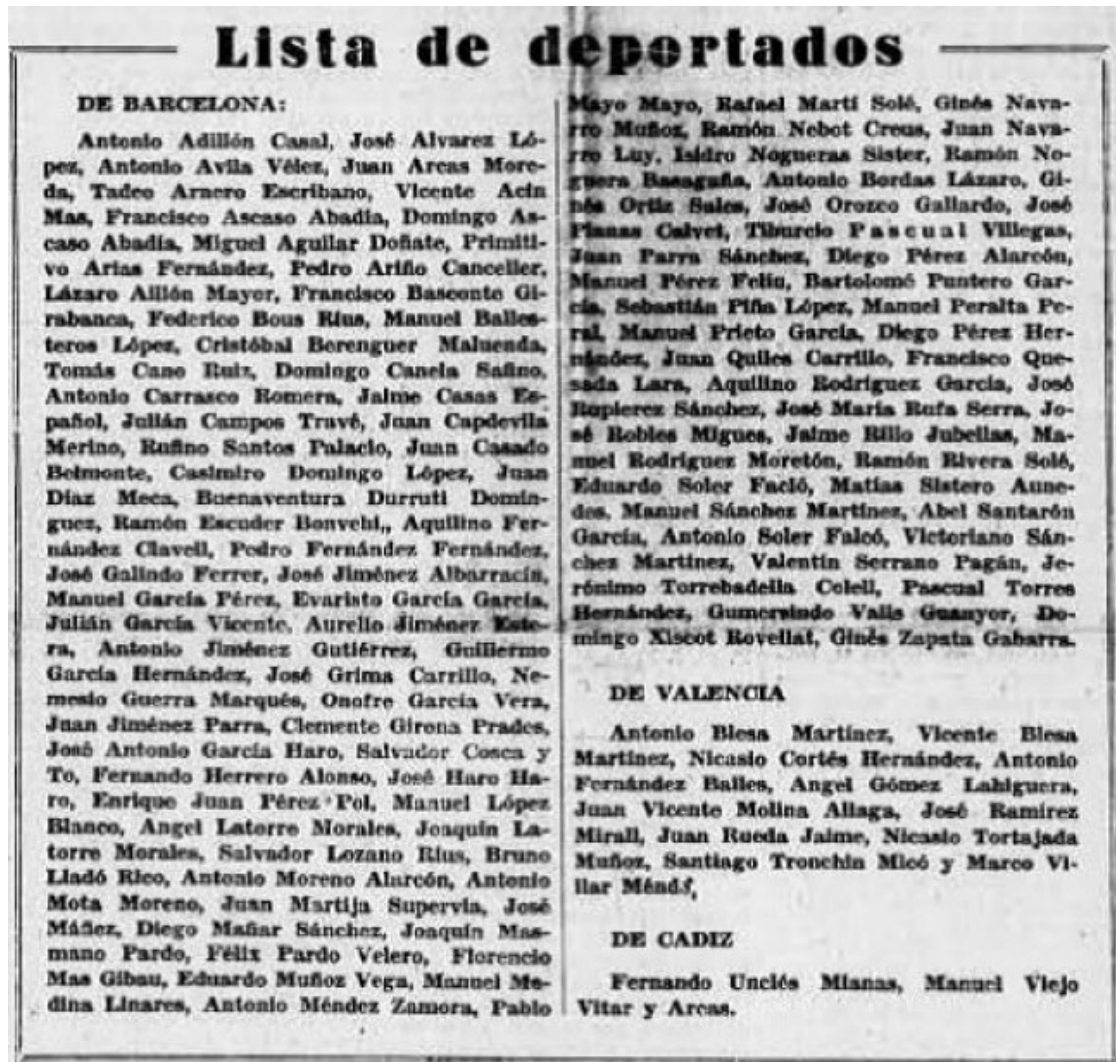 Lista de deportados
DE BARCELONA:
Antonio Adillón Casal, José Alvarez Ló-
pez, Antonio Avila Vélez, Juan Arcas More-
da, Tadeo Arnero Escribano, Vicente Acin
Mas, Francisco Ascaso Abadía, Domingo As-
caso Abadía, Miguel Aguilar Doñate, Primiti-
vo Arias Fernández, Pedro Ariño Canceller,
Lázaro Aillón Mayor, Francisco Basconte Gi-
rabanca, Federico Bous Rius, Manuel Balles-
teros López, Cristóbal Berenguer Maluenda,
Tomás Cano Ruiz, Domingo Canela Safino,
Antonio Carrasco Romera, Jaime Casas Es-
pañol, Julián Campos Travé, Juan Capdevila
Merino, Rufino Santos Palacio, Juan Casado
Belmonte, Casimiro Domingo López, Juan
Díaz Meca, Buenaventura Durruti Domín-
guez, Ramón Escuder Bonvehi,, Aquilino Fer-
nández Clavell, Pedro Fernández Fernández,
José Galindo Ferrer, José Jiménez Albarracín,
Manuel García Pérez, Evaristo García García,
Julián García Vicente, Aurelio Jiménez Este-
ra, Antonio Jiménez Gutiérrez, Guillermo
García Hernández, José Grima Carrillo, Ne-
mesio Guerra Marqués, Onofre García Vera,
Juan Jiménez Parra, Clemente Girona Prades,
José Antonio García Haro, Salvador Cosca y
To, Fernando Herrero Alonso, José Haro Ha-
ro, Enrique Juan Pérez Pol, Manuel López
Blanco, Angel Latorre Morales, Joaquín La-
torre Morales, Salvador Lozano Rius, Bruno
Lladó Rico, Antonio Moreno Alarcón, Antonio
Mota Moreno, Juan Martija Supervia, José
Máñez, Diego Mañar Sánchez, Joaquín Mas-
mano Pardo, Félix Pardo Velero, Florencio
Mas Gibau, Eduardo Muñoz Vega, Manuel Me-
dina Linares, Antonio Méndez Zamora, Pablo
Mayo Mayo, Rafael Martí Solé, Ginés Nava-
rro Muñoz, Ramón Nebot Creus, Juan Nava-
rro Luy, Isidro Nogueras Sister, Ramón No-
guera Basaguña, Antonio Bordas Lázaro, Gi-
nés Ortiz Sales, José Orozco Gallardo, José
Planas Calvet, Tiburcio Pascual Villegas,
Juan Parra Sánchez, Diego Pérez Alarcón,
Manuel Pérez Feliu, Bartolomé Puntero Gar-
cía, Sebastián Piña López, Manuel Peralta Pe-
ral, Manuel Prieto García, Diego Pérez Her-
nández, Juan Quiles Carrillo, Francisco Que-
sada Lara, Aquilino Rodríguez García, José
Rupierez Sánchez, José María Rufa Serra, Jo-
sé Robles Migues, Jaime Rillo Jubellas, Ma-
nuel Rodríguez Moretón, Ramón Rivera Solé,
Eduardo Soler Fació, Matías Sistero Aune-
des, Manuel Sánchez Martínez, Abel Santarón
García, Antonio Soler Falcó, Victoriano Sán-
chez Martínez, Valentín Serrano Pagán, Je-
rónimo Torrebadella Colell, Pascual Torres
Hernández, Gumersindo Valls Guanyor, Do-
mingo Xiscot Rovellat, Ginés Zapata Gabarra.
DE VALENCIA
Antonio Blesa Martínez, Vicente Blesa
Martínez, Nicasio Cortés Hernández, Antonio
Fernández Bailes, Angel Gómez Lahiguera,
Juan Vicente Molina Aliaga, José Ramírez
Mirall, Juan Rueda Jaime, Nicasio Tortajada
Muñoz, Santiago Tronchin Micó y Marco Vi-
llar
DE CADIZ
Fernando Unclés Mianas, Manuel Viejo
Vitar y Arcas.